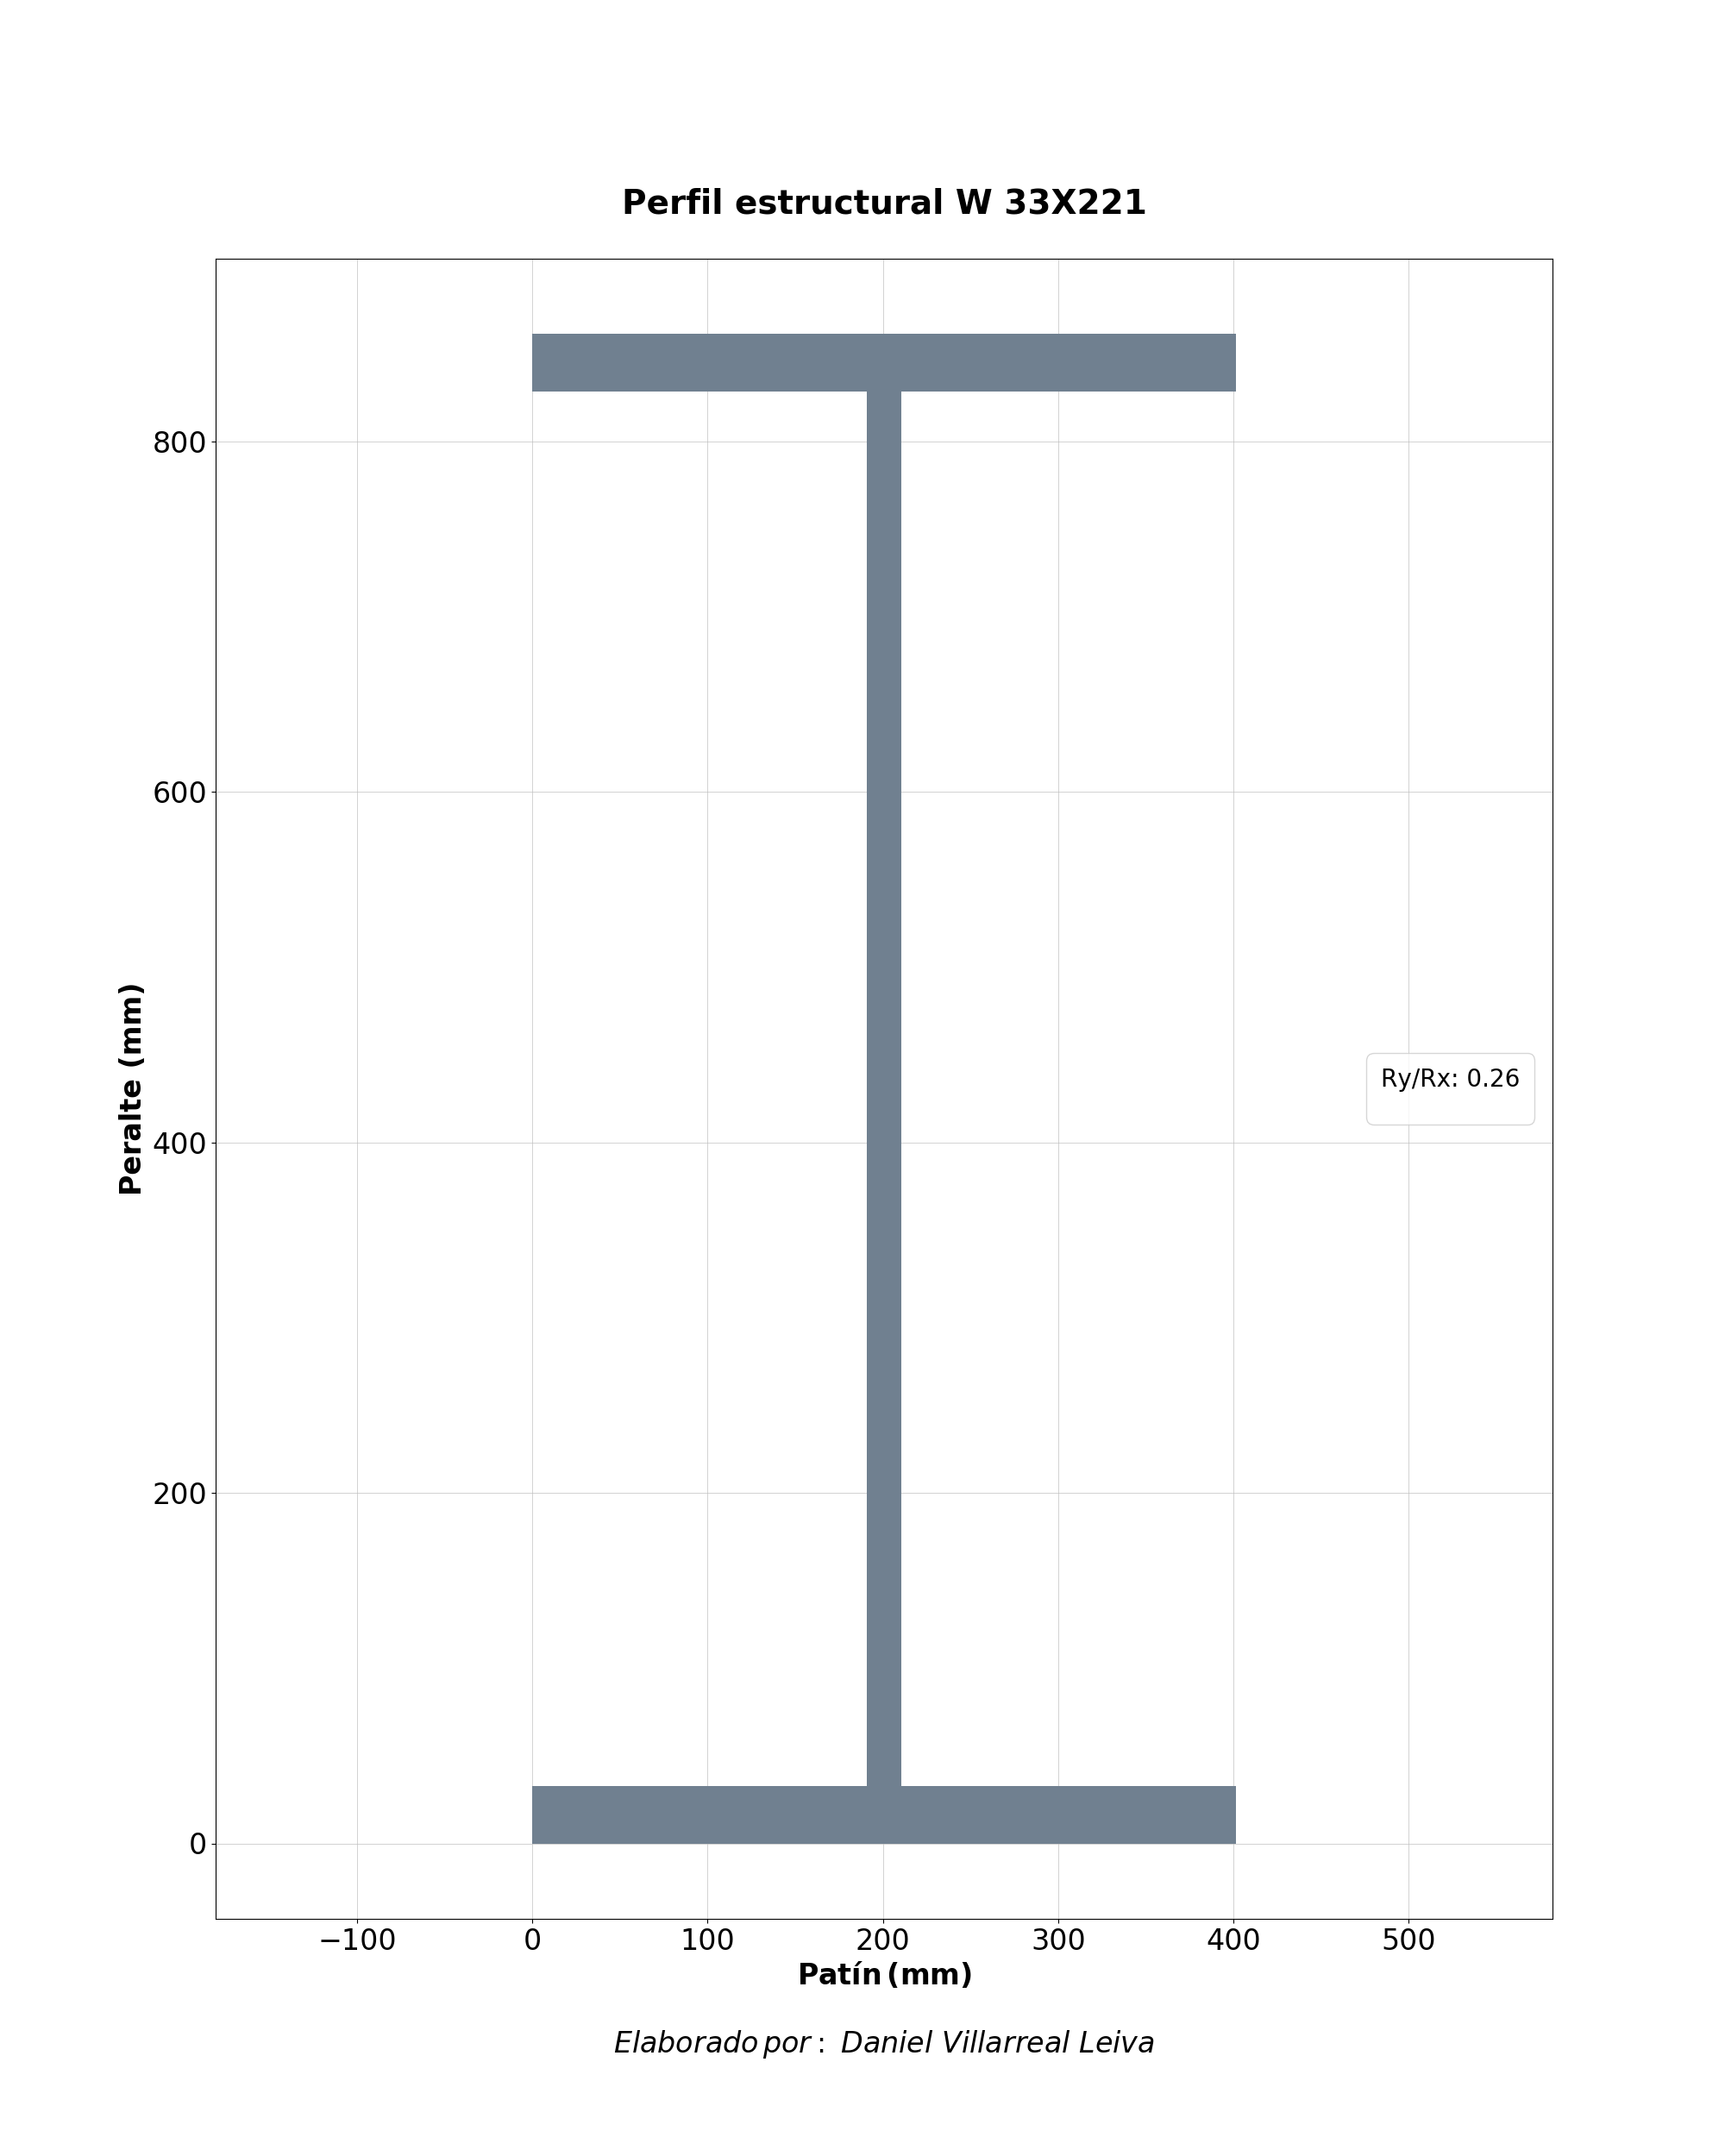 Perfil estructural W 33X221
800
600
400
200
0
Peralte (mm)
Ry/Rx: 0.26
−100 0 100 200 300 400 500
Patín (mm)
Elaborado por: Daniel Villarreal Leiva